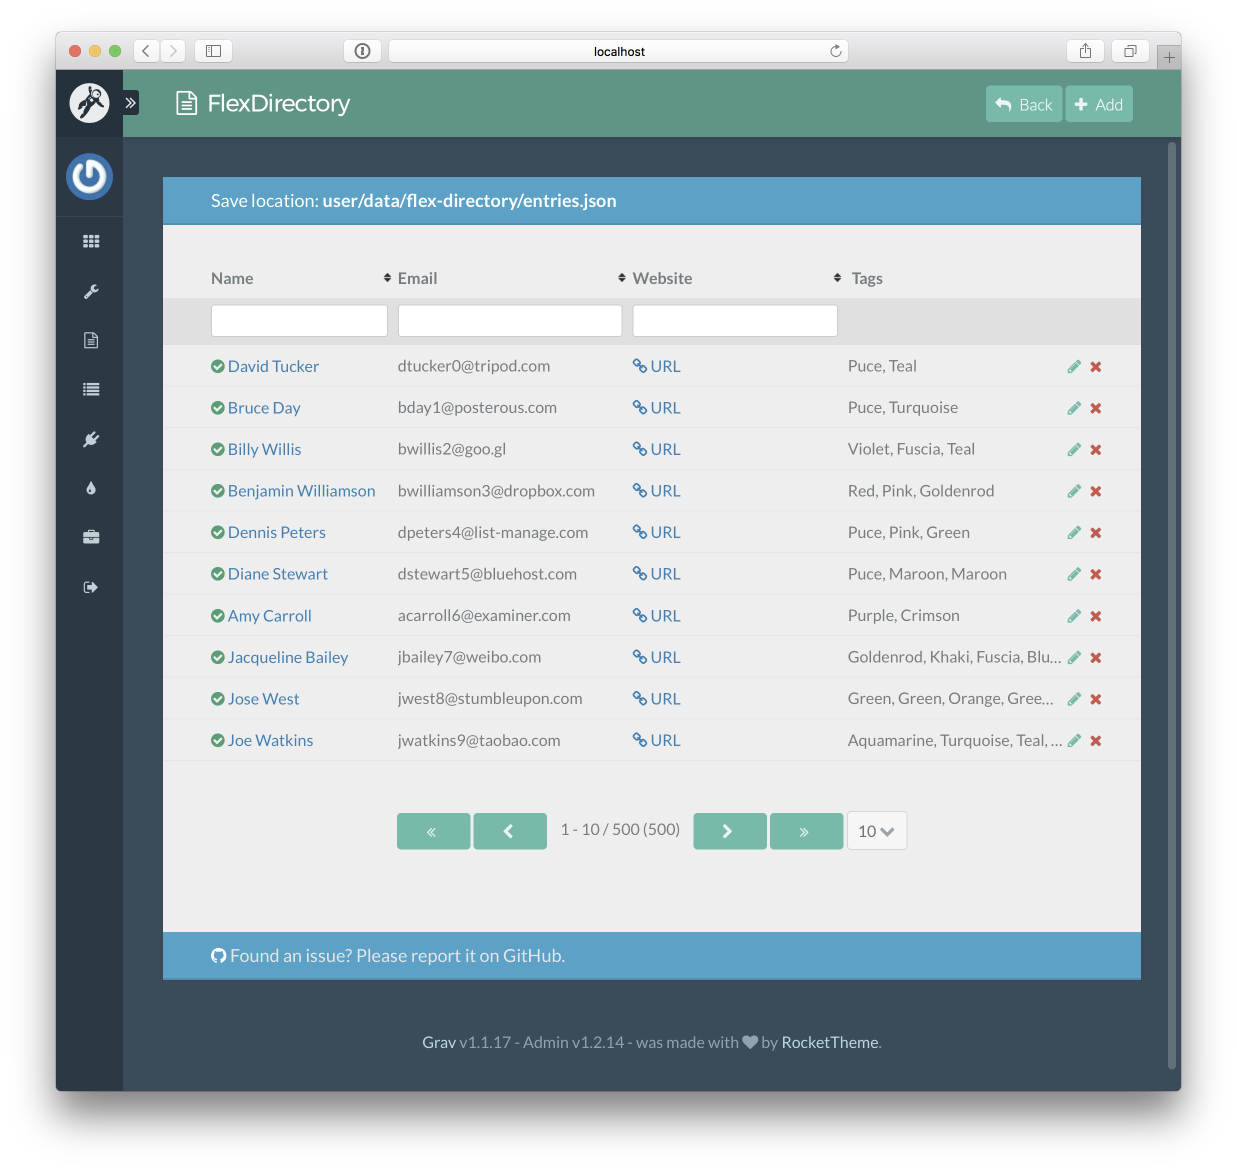 localhost
FlexDirectory
Back
Add
Save location: user/data/flex-directory/entries.json
Name Email Website Tags
David Tucker dtucker0@tripod.com URL Puce, Teal
Bruce Day bday1@posterous.com URL Puce, Turquoise
Billy Willis bwillis2@goo.gl URL Violet, Fuscia, Teal
Benjamin Williamson bwilliamson3@dropbox.com URL Red, Pink, Goldenrod
Dennis Peters dpeters4@list-manage.com URL Puce, Pink, Green
Diane Stewart dstewart5@bluehost.com URL Puce, Maroon, Maroon
Amy Carroll acarroll6@examiner.com URL Purple, Crimson
Jacqueline Bailey jbailey7@weibo.com URL Goldenrod, Khaki, Fuscia, Blu...
Jose West jwest8@stumbleupon.com URL Green, Green, Orange, Gree...
Joe Watkins jwatkins9@taobao.com URL Aquamarine, Turquoise, Teal, ...
1 - 10 / 500 (500) 10
Found an issue? Please report it on GitHub.
Grav v1.1.17 - Admin v1.2.14 - was made with by RocketTheme.